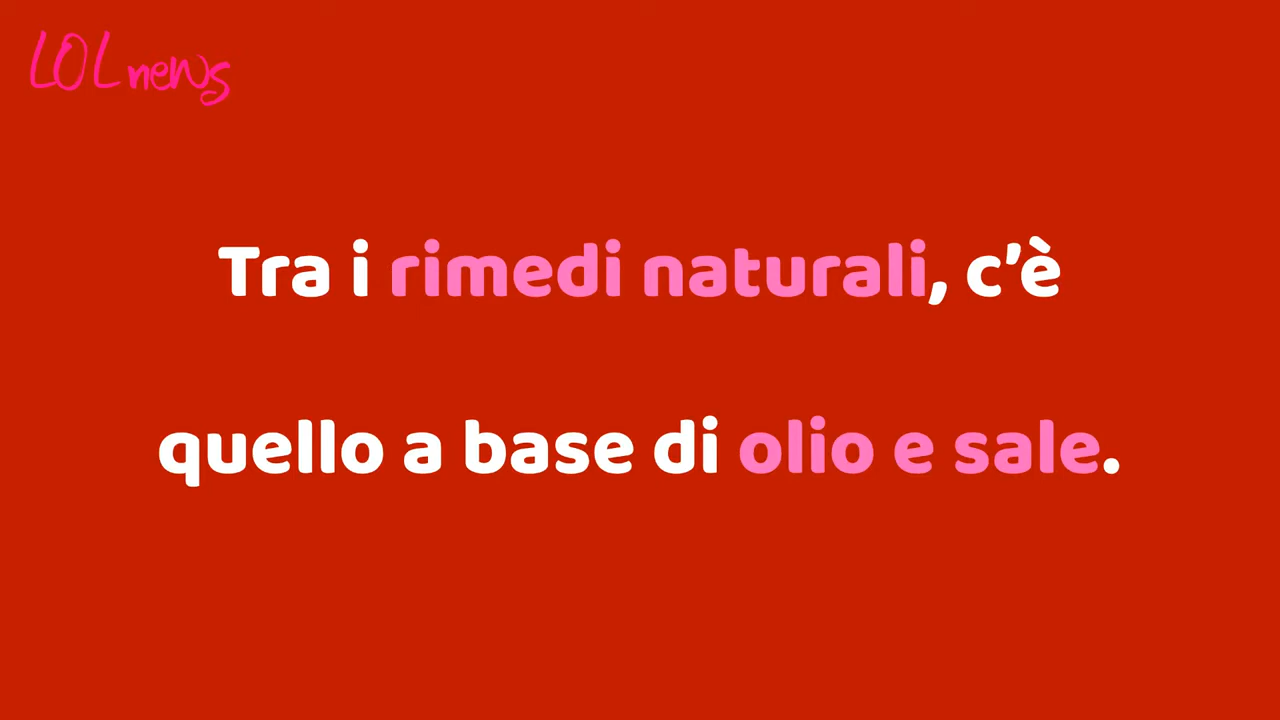 LOL news
Tra i rimedi naturali, c’è
quello a base di olio e sale.